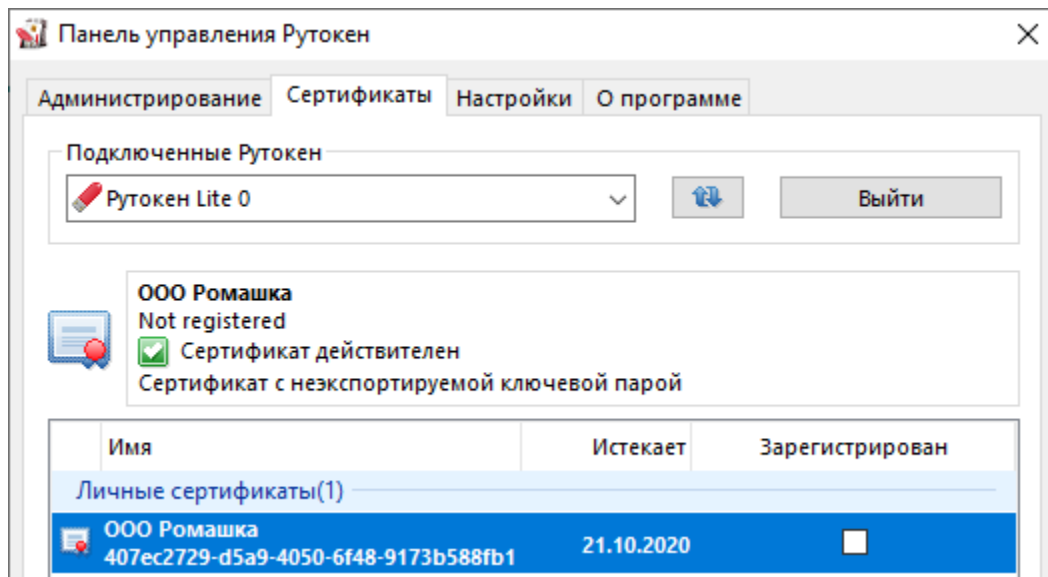 Панель управления Рутокен
Администрирование Сертификаты Настройки О программе
Подключенные Рутокен
Рутокен Lite 0 Выйти
ООО Ромашка
Not registered
Сертификат действителен
Сертификат с неэкспортируемой ключевой парой
Имя Истекает Зарегистрирован
Личные сертификаты(1)
ООО Ромашка
407ec2729-d5a9-4050-6f48-9173b588fb1 21.10.2020